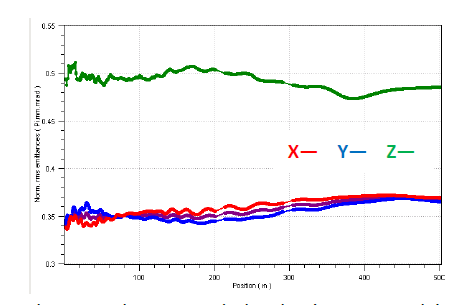 0.55
0.5
0.45
0.4
0.35
0.3
X— Y— Z—
100 200 300 400 500
Position ( m )
Norm. rms emittances ( Pi.mm.mrad )